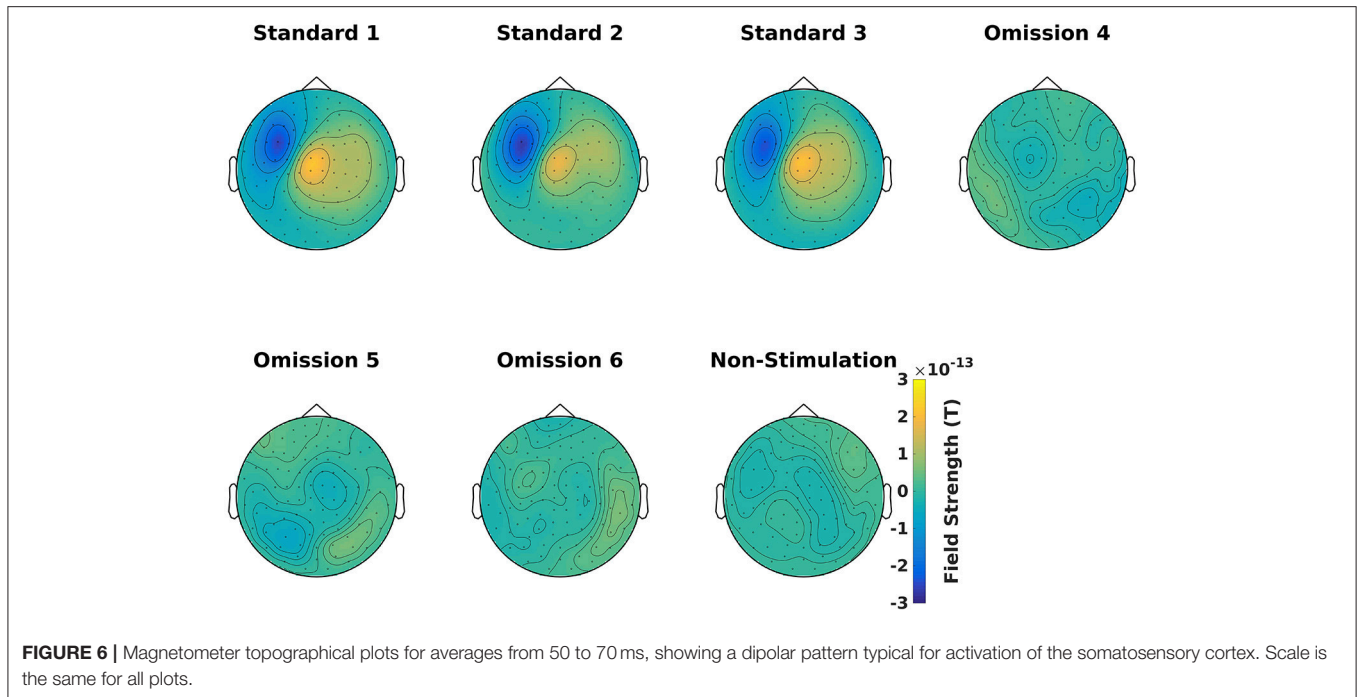 Standard 1
Standard 2
Standard 3
Omission 4
Omission 5
Omission 6
Non-Stimulation
×10-13
3
2
1
0
-1
-2
-3
Field Strength (T)
FIGURE 6 | Magnetometer topographical plots for averages from 50 to 70 ms, showing a dipolar pattern typical for activation of the somatosensory cortex. Scale is
the same for all plots.